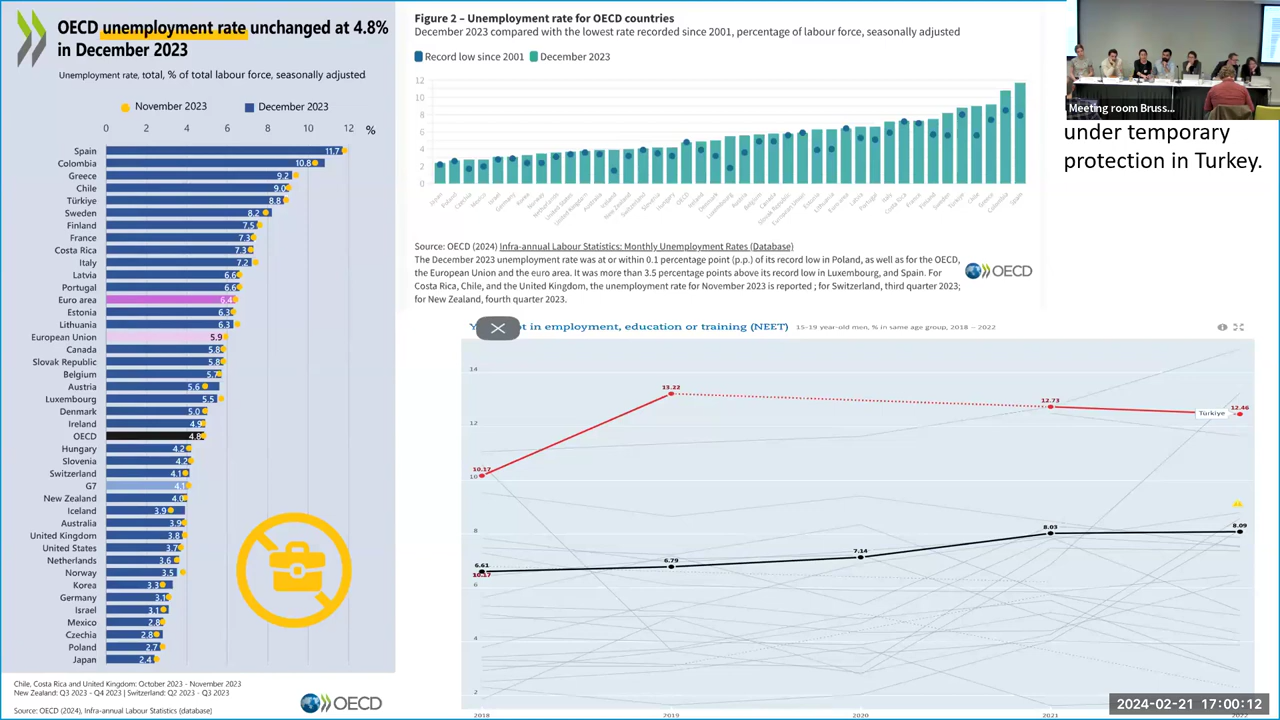 OECD unemployment rate unchanged at 4.8%
in December 2023
Unemployment rate, total, % of total labour force, seasonally adjusted
November 2023
December 2023
0 2 4 6 8 10 12 %
Spain 11.7
Colombia 10.8
Greece 9.2
Chile 9.0
Türkiye 8.8
Sweden 8.2
Finland 7.5
France 7.3
Costa Rica 7.3
Italy 7.2
Latvia 6.6
Portugal 6.6
Euro area 6.4
Estonia 6.3
Lithuania 6.3
European Union 5.9
Canada 5.8
Slovak Republic 5.8
Belgium 5.7
Austria 5.6
Luxembourg 5.5
Denmark 5.0
Ireland 4.9
OECD 4.8
Hungary 4.2
Slovenia 4.2
Switzerland 4.1
G7 4.1
New Zealand 4.0
Iceland 3.9
Australia 3.9
United Kingdom 3.8
United States 3.7
Netherlands 3.6
Norway 3.5
Korea 3.3
Germany 3.1
Israel 3.1
Mexico 2.8
Czechia 2.8
Poland 2.7
Japan 2.4
Chile, Costa Rica and United Kingdom: October 2023 - November 2023
New Zealand: Q3 2023 - Q4 2023 | Switzerland: Q2 2023 - Q3 2023
Source: OECD (2024), Infra-annual Labour Statistics (database)
OECD
Figure 2 – Unemployment rate for OECD countries
December 2023 compared with the lowest rate recorded since 2001, percentage of labour force, seasonally adjusted
Record low since 2001
December 2023
12
10
8
6
4
2
0
Source: OECD (2024) Infra-annual Labour Statistics: Monthly Unemployment Rates (Database)
The December 2023 unemployment rate was at or within 0.1 percentage point (p.p.) of its record low in Poland, as well as for the OECD,
the European Union and the euro area. It was more than 3.5 percentage points above its record low in Luxembourg, and Spain. For
Costa Rica, Chile, and the United Kingdom, the unemployment rate for November 2023 is reported ; for Switzerland, third quarter 2023;
for New Zealand, fourth quarter 2023.
OECD
in employment, education or training (NEET)
15-19 year-old men, % in same age group, 2018 – 2022
14
12
10
8
6
4
2
10.17
13.22
12.73
Türkiye
12.46
6.61
10.17
6.79
7.14
8.03
8.09
2018 2019 2020 2021 2022
Meeting room Bruss...
under temporary
protection in Turkey.
2024-02-21 17:00:12